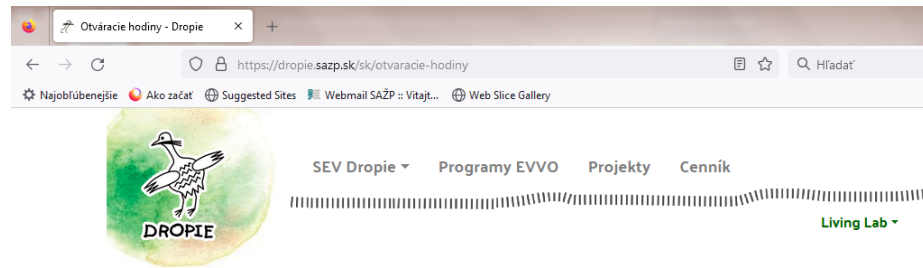 Otváracie hodiny - Dropie
https://dropie.sazp.sk/sk/otvaracie-hodiny
Hľadať
Najobľúbenejšie Ako začať Suggested Sites Webmail SAŽP :: Vitajt... Web Slice Gallery
SEV Dropie Programy EVVO Projekty Cenník
Living Lab
DROPIE